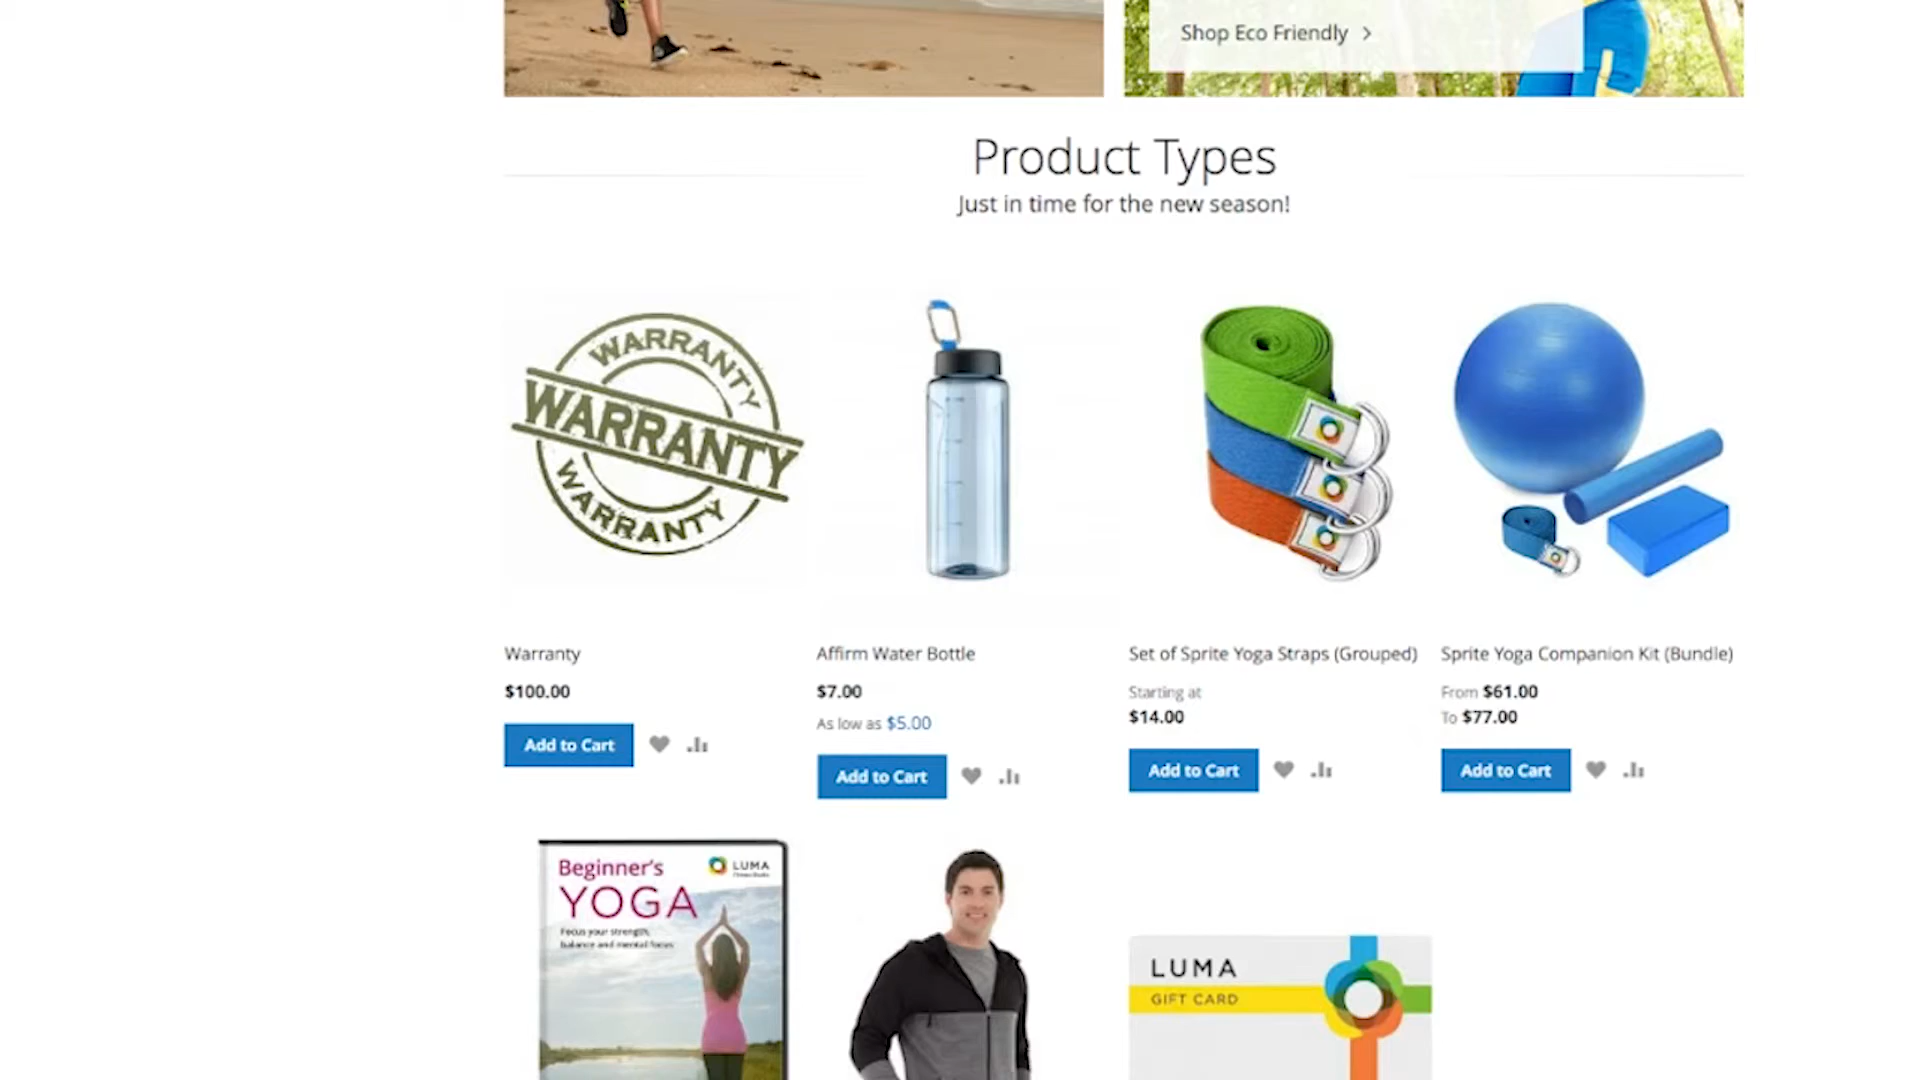 Shop Eco Friendly >
Product Types
Just in time for the new season!
WARRANTY
WARRANTY
WARRANTY
Warranty
$100.00
Add to Cart
Affirm Water Bottle
$7.00
As low as $5.00
Add to Cart
Set of Sprite Yoga Straps (Grouped)
Starting at
$14.00
Add to Cart
Sprite Yoga Companion Kit (Bundle)
From $61.00
To $77.00
Add to Cart
Beginner's
YOGA
Focus your strength,
balance and mental focus
LUMA
LUMA
GIFT CARD